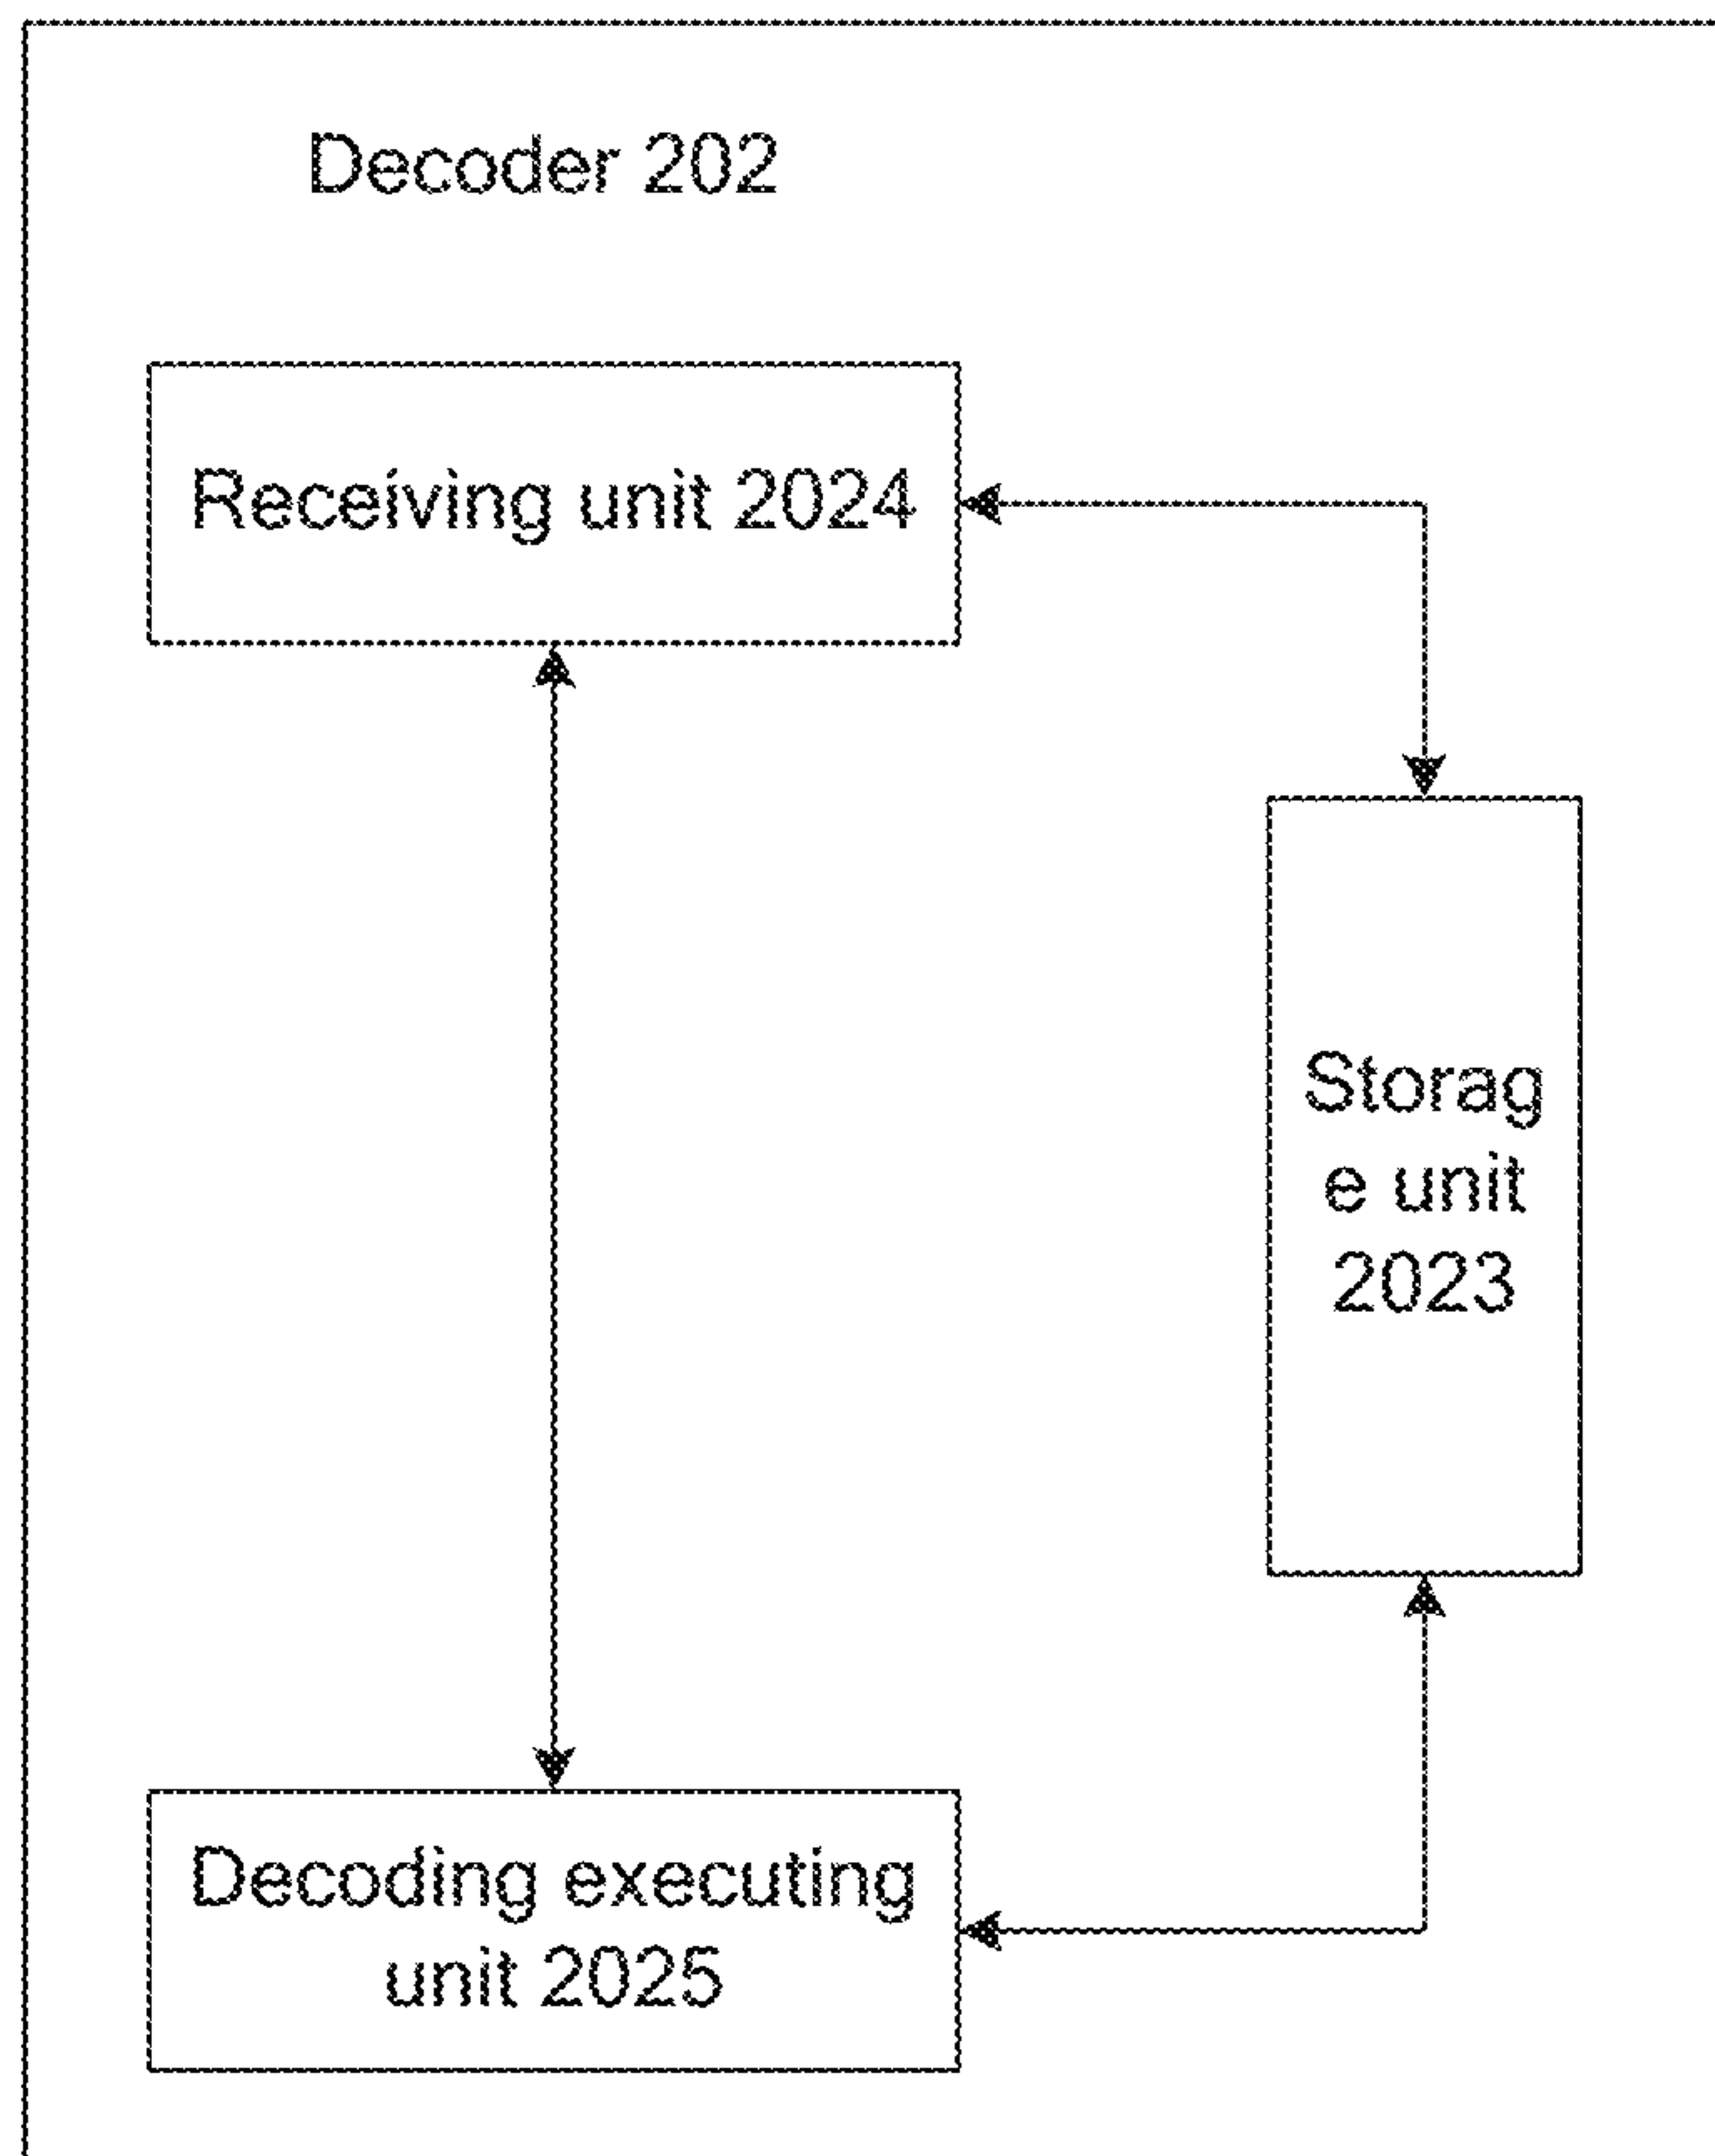 Decoder 202
Receiving unit 2024
Storag
e unit
2023
Decoding executing
unit 2025